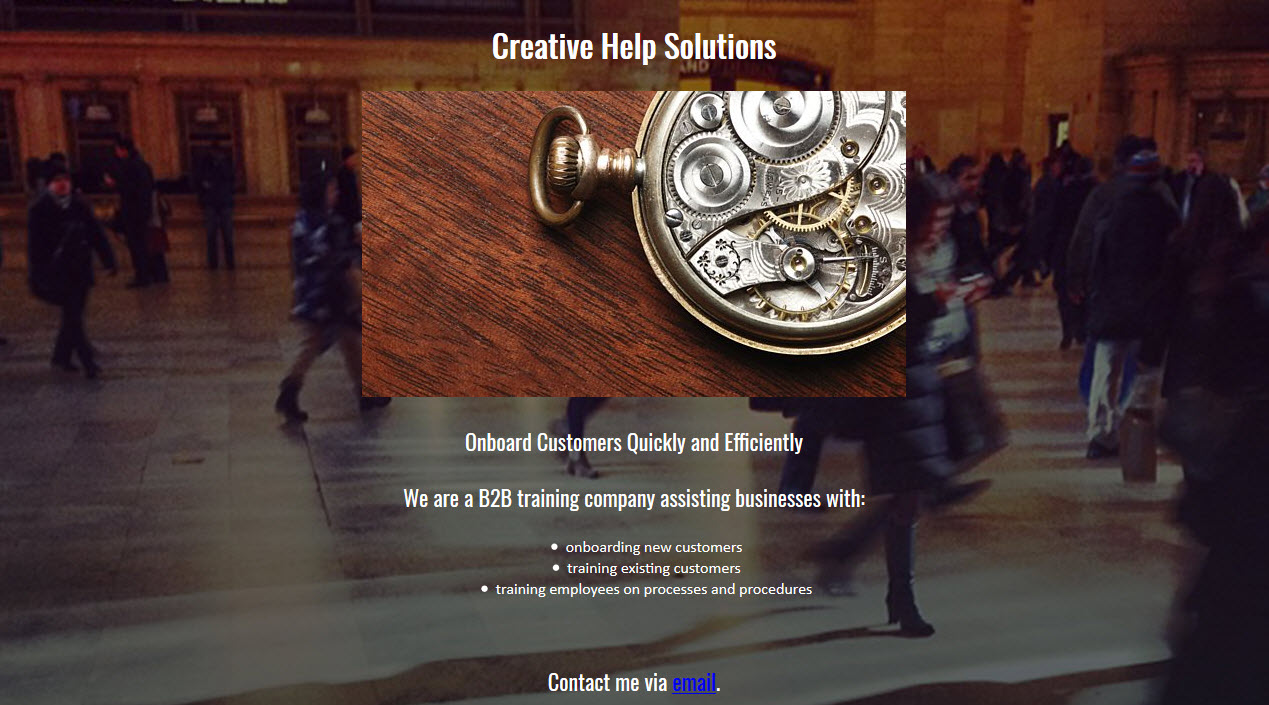 Creative Help Solutions
Onboard Customers Quickly and Efficiently
We are a B2B training company assisting businesses with:
• onboarding new customers
• training existing customers
• training employees on processes and procedures
Contact me via email.